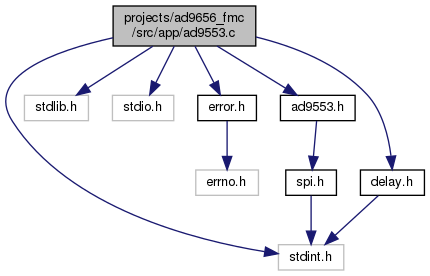 projects/ad9656_fmc
/src/app/ad9553.c
stdlib.h
stdio.h
error.h
ad9553.h
errno.h
spi.h
delay.h
stdint.h